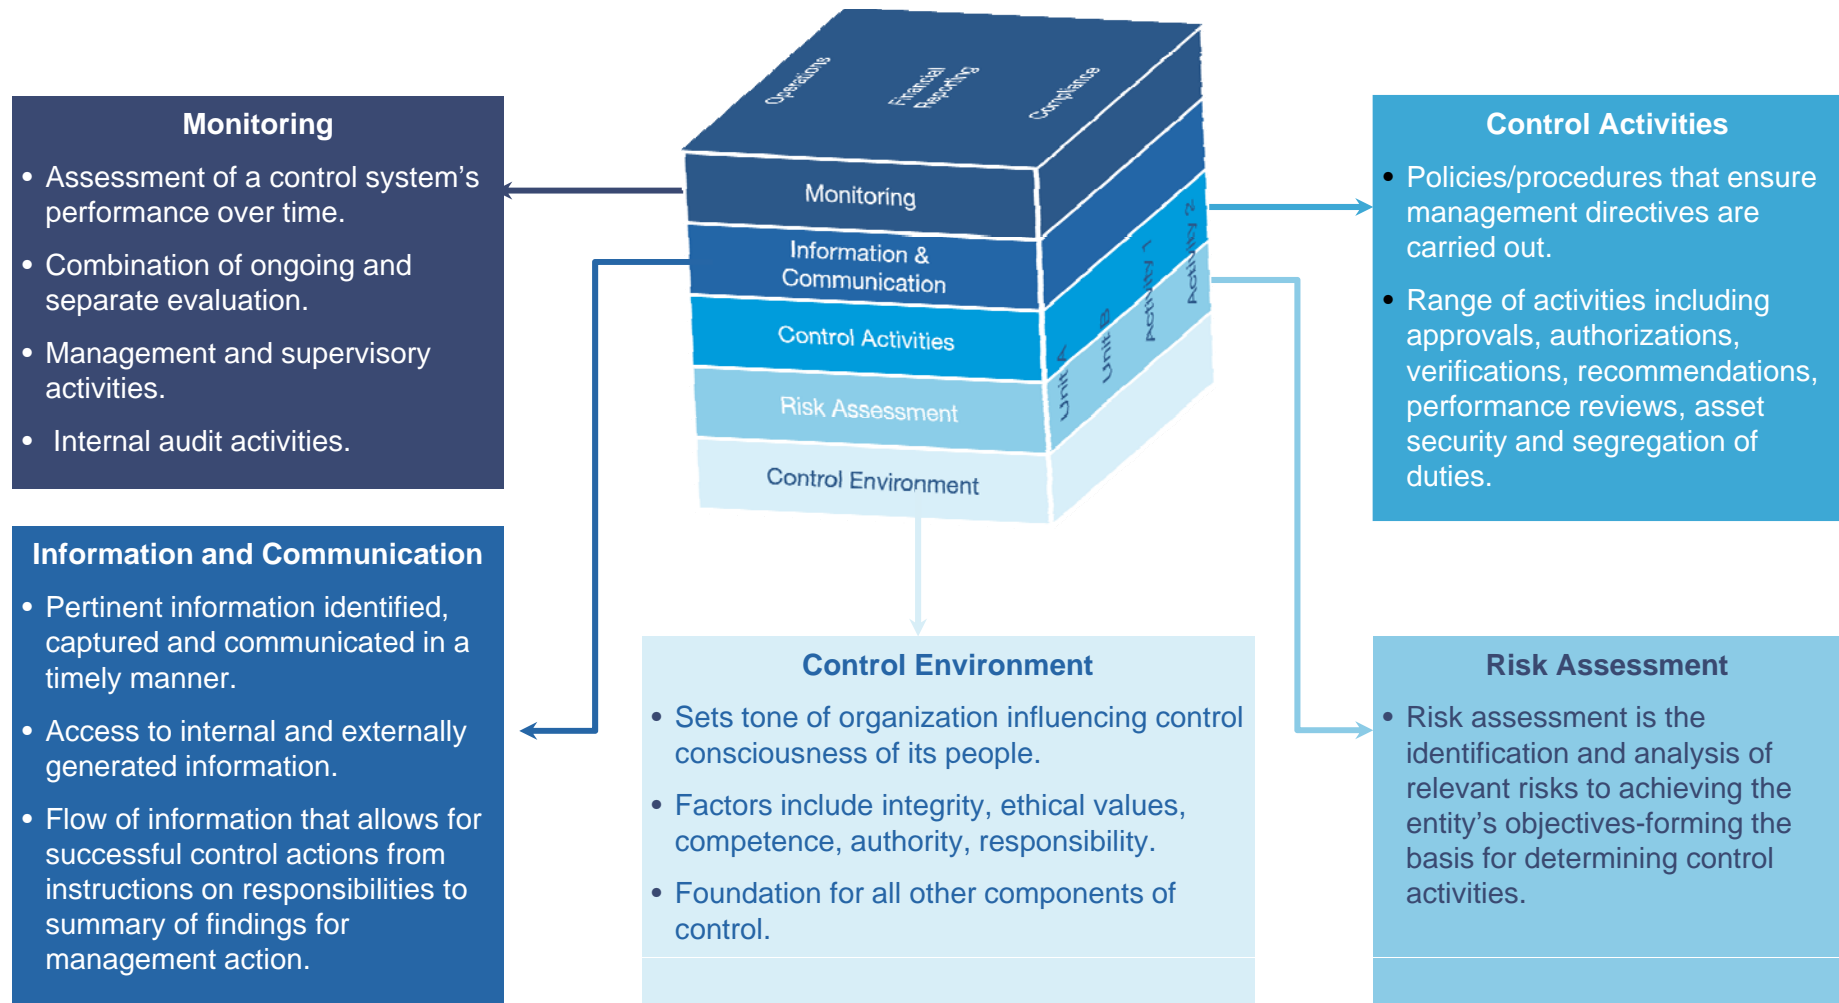 Operations
Financial
Reporting
Compliance
Monitoring
Information &
Communication
Control Activities
Risk Assessment
Control Environment
Unit A
Unit B
Activity 1
Activity 2
Monitoring
• Assessment of a control system’s
performance over time.
• Combination of ongoing and
separate evaluation.
• Management and supervisory
activities.
• Internal audit activities.
Information and Communication
• Pertinent information identified,
captured and communicated in a
timely manner.
• Access to internal and externally
generated information.
• Flow of information that allows for
successful control actions from
instructions on responsibilities to
summary of findings for
management action.
Control Environment
• Sets tone of organization influencing control
consciousness of its people.
• Factors include integrity, ethical values,
competence, authority, responsibility.
• Foundation for all other components of
control.
Control Activities
• Policies/procedures that ensure
management directives are
carried out.
• Range of activities including
approvals, authorizations,
verifications, recommendations,
performance reviews, asset
security and segregation of
duties.
Risk Assessment
• Risk assessment is the
identification and analysis of
relevant risks to achieving the
entity’s objectives-forming the
basis for determining control
activities.